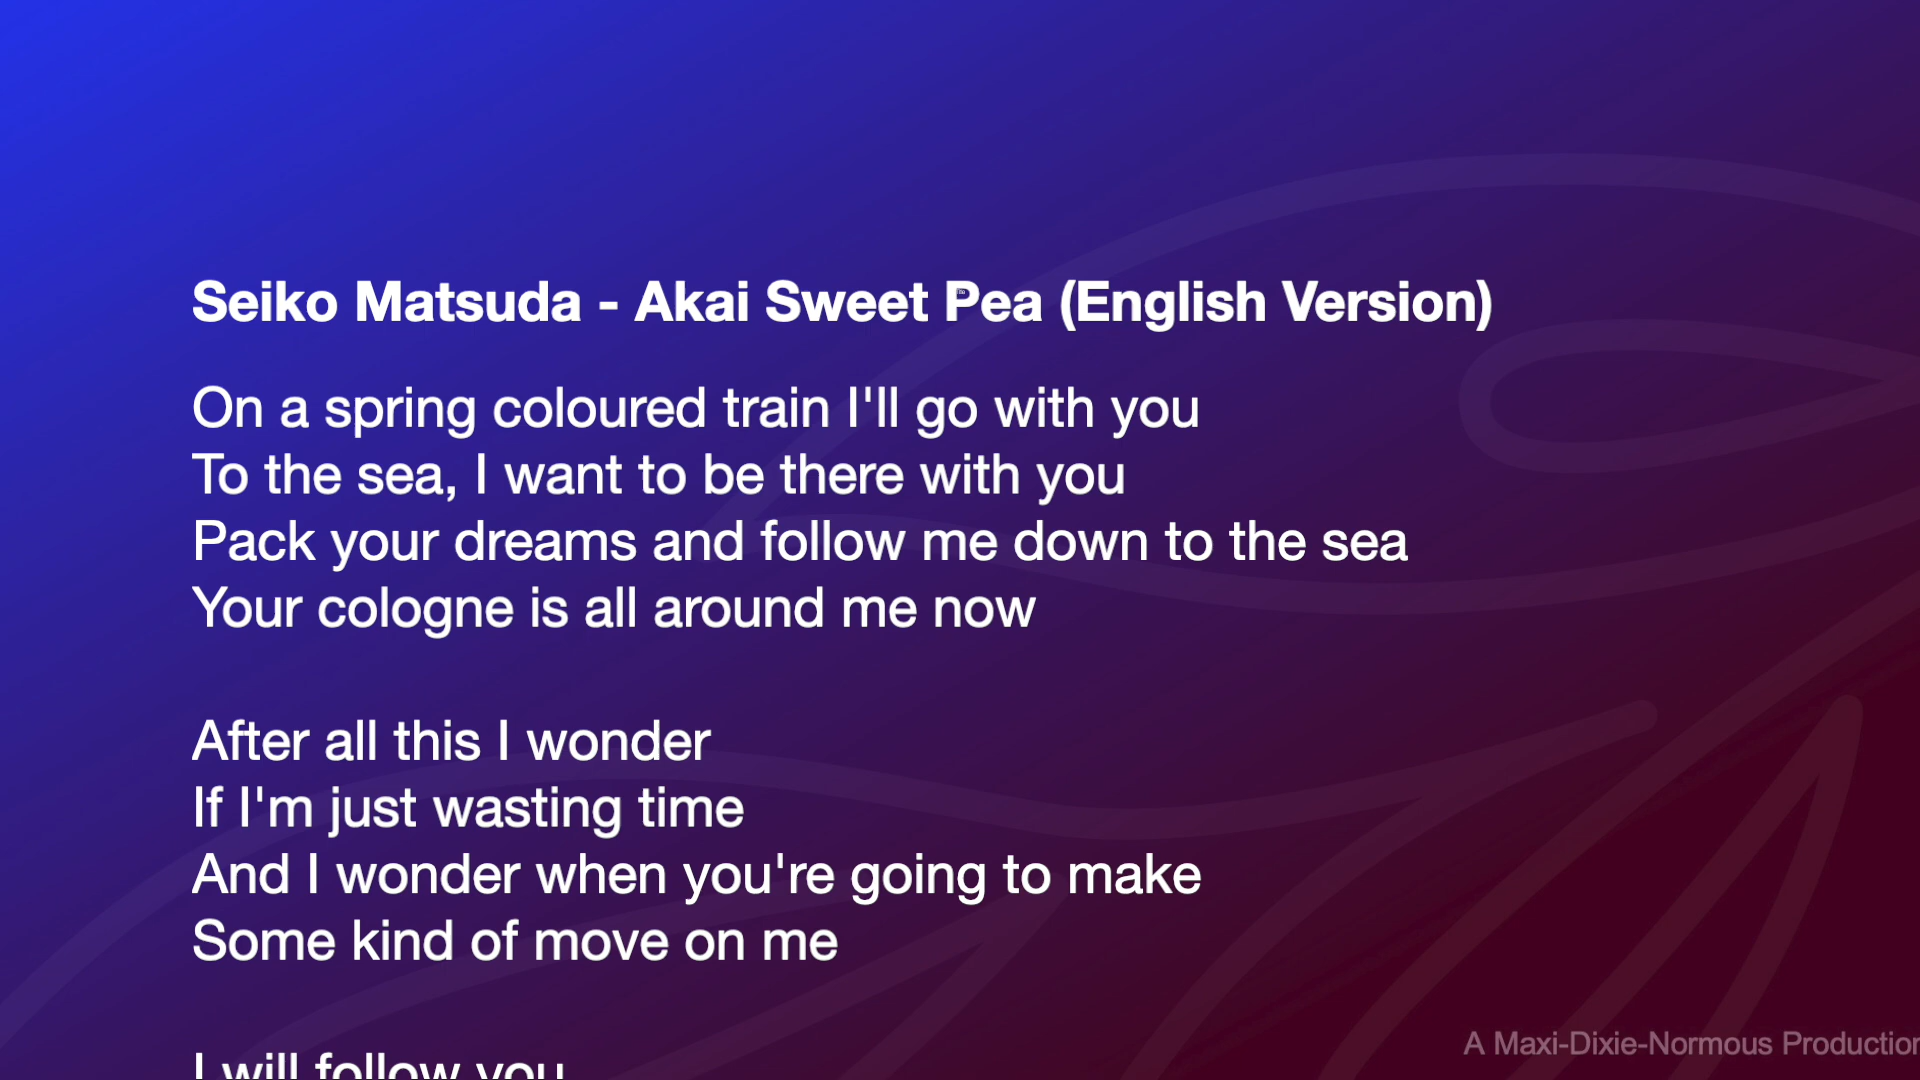 Seiko Matsuda - Akai Sweet Pea (English Version)
On a spring coloured train I'll go with you
To the sea, I want to be there with you
Pack your dreams and follow me down to the sea
Your cologne is all around me now
After all this I wonder
If I'm just wasting time
And I wonder when you're going to make
Some kind of move on me
I will follow you
A Maxi-Dixie-Normous Production